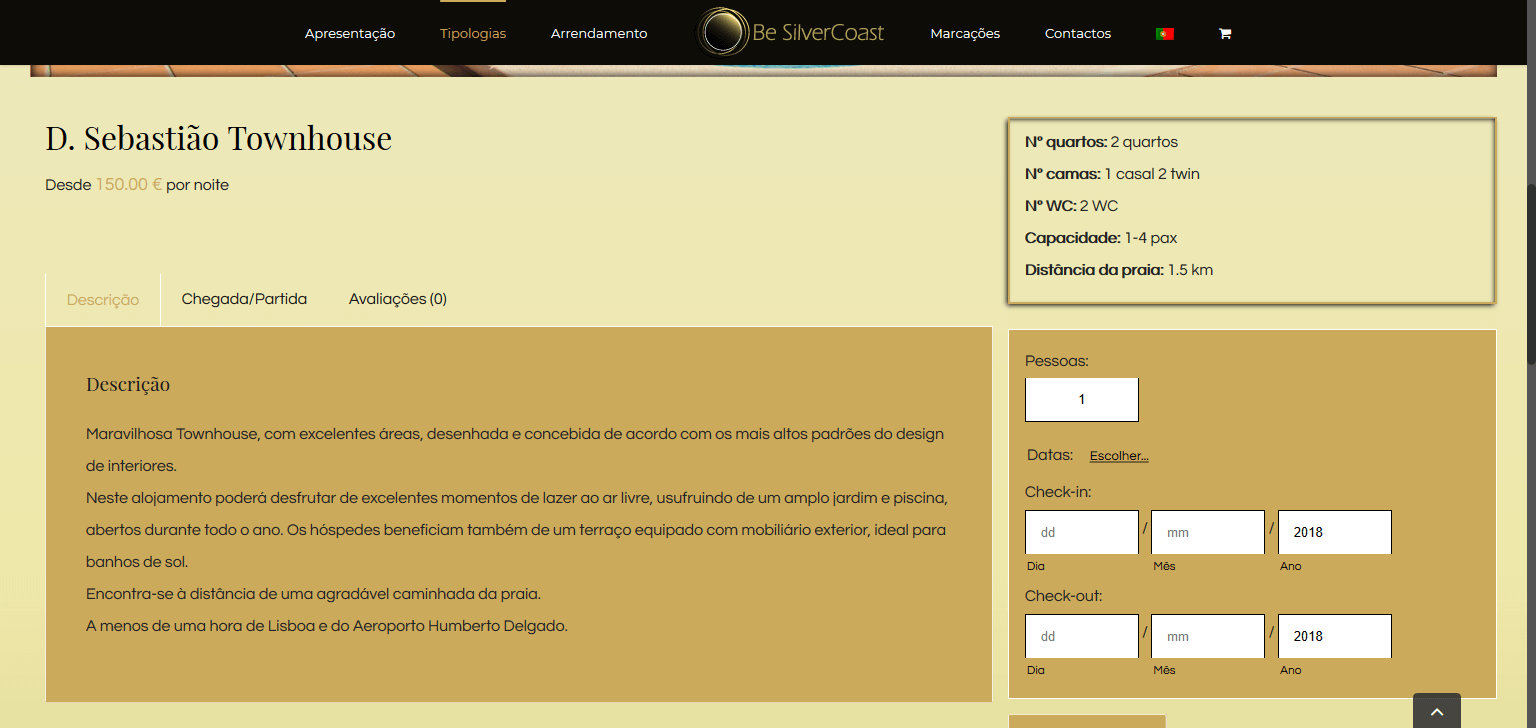 Apresentação
Tipologias
Arrendamento
Be SilverCoast
Marcações
Contactos
D. Sebastião Townhouse
Desde 150.00 € por noite
Nº quartos: 2 quartos
Nº camas: 1 casal 2 twin
Nº WC: 2 WC
Capacidade: 1-4 pax
Distância da praia: 1.5 km
Descrição
Chegada/Partida
Avaliações (0)
Descrição
Maravilhosa Townhouse, com excelentes áreas, desenhada e concebida de acordo com os mais altos padrões do design
de interiores.
Neste alojamento poderá desfrutar de excelentes momentos de lazer ao ar livre, usufruindo de um amplo jardim e piscina,
abertos durante todo o ano. Os hóspedes beneficiam também de um terraço equipado com mobiliário exterior, ideal para
banhos de sol.
Encontra-se à distância de uma agradável caminhada da praia.
A menos de uma hora de Lisboa e do Aeroporto Humberto Delgado.
Pessoas:
1
Datas: Escolher...
Check-in:
dd / mm / 2018
Dia Mês Ano
Check-out:
dd / mm / 2018
Dia Mês Ano